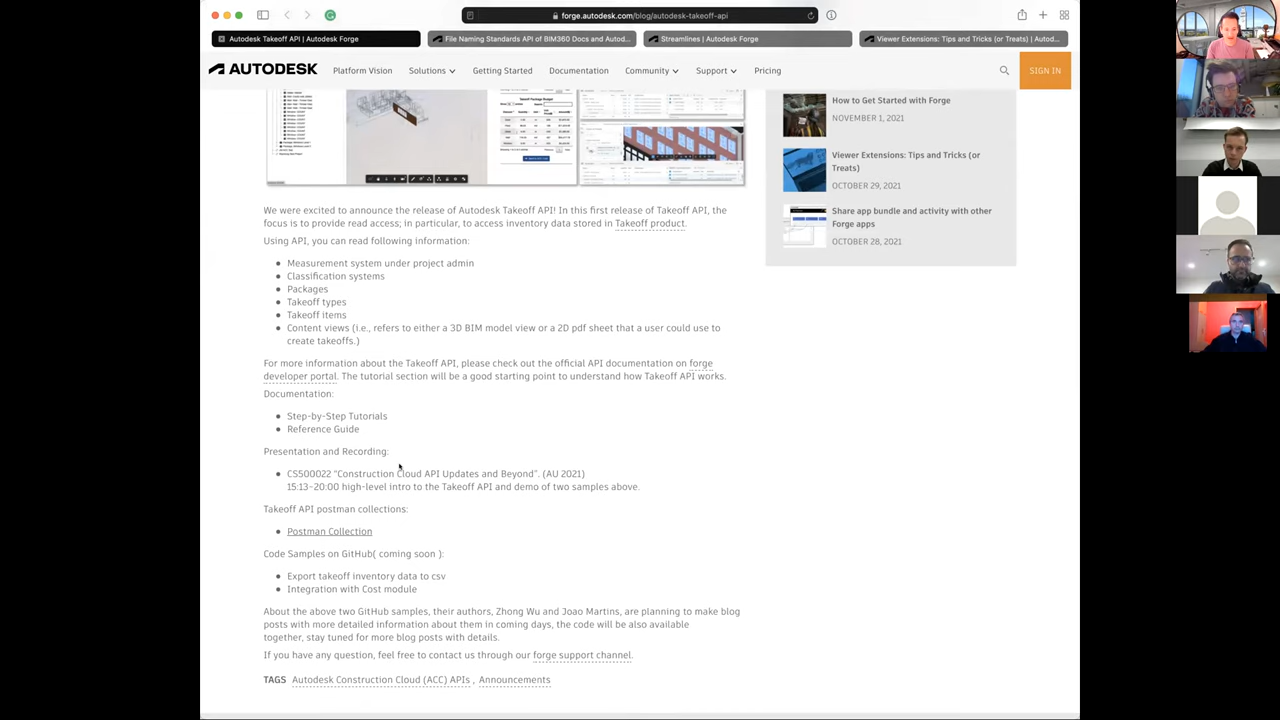 forge.autodesk.com/blog/autodesk-takeoff-api
Autodesk Takeoff API | Autodesk Forge
File Naming Standards API of BIM360 Docs and Autod...
Streamlines | Autodesk Forge
Viewer Extensions: Tips and Tricks (or Treats) | Autod...
AUTODESK
Platform Vision
Solutions
Getting Started
Documentation
Community
Support
Pricing
SIGN IN
How to Get Started with Forge
NOVEMBER 1, 2021
Viewer Extensions: Tips and Tricks (or
Treats)
OCTOBER 29, 2021
Share app bundle and activity with other
Forge apps
OCTOBER 28, 2021
We were excited to announce the release of Autodesk Takeoff API! In this first release of Takeoff API, the
focus is to provide read access; in particular, to access inventory data stored in Takeoff product.
Using API, you can read following information:
● Measurement system under project admin
● Classification systems
● Packages
● Takeoff types
● Takeoff items
● Content views (i.e., refers to either a 3D BIM model view or a 2D pdf sheet that a user could use to
create takeoffs.)
For more information about the Takeoff API, please check out the official API documentation on forge
developer portal. The tutorial section will be a good starting point to understand how Takeoff API works.
Documentation:
● Step-by-Step Tutorials
● Reference Guide
Presentation and Recording:
● CS500022 "Construction Cloud API Updates and Beyond". (AU 2021)
15:13-20:00 high-level intro to the Takeoff API and demo of two samples above.
Takeoff API postman collections:
● Postman Collection
Code Samples on GitHub( coming soon ):
● Export takeoff inventory data to csv
● Integration with Cost module
About the above two GitHub samples, their authors, Zhong Wu and Joao Martins, are planning to make blog
posts with more detailed information about them in coming days, the code will be also available
together, stay tuned for more blog posts with details.
If you have any question, feel free to contact us through our forge support channel.
TAGS Autodesk Construction Cloud (ACC) APIs , Announcements